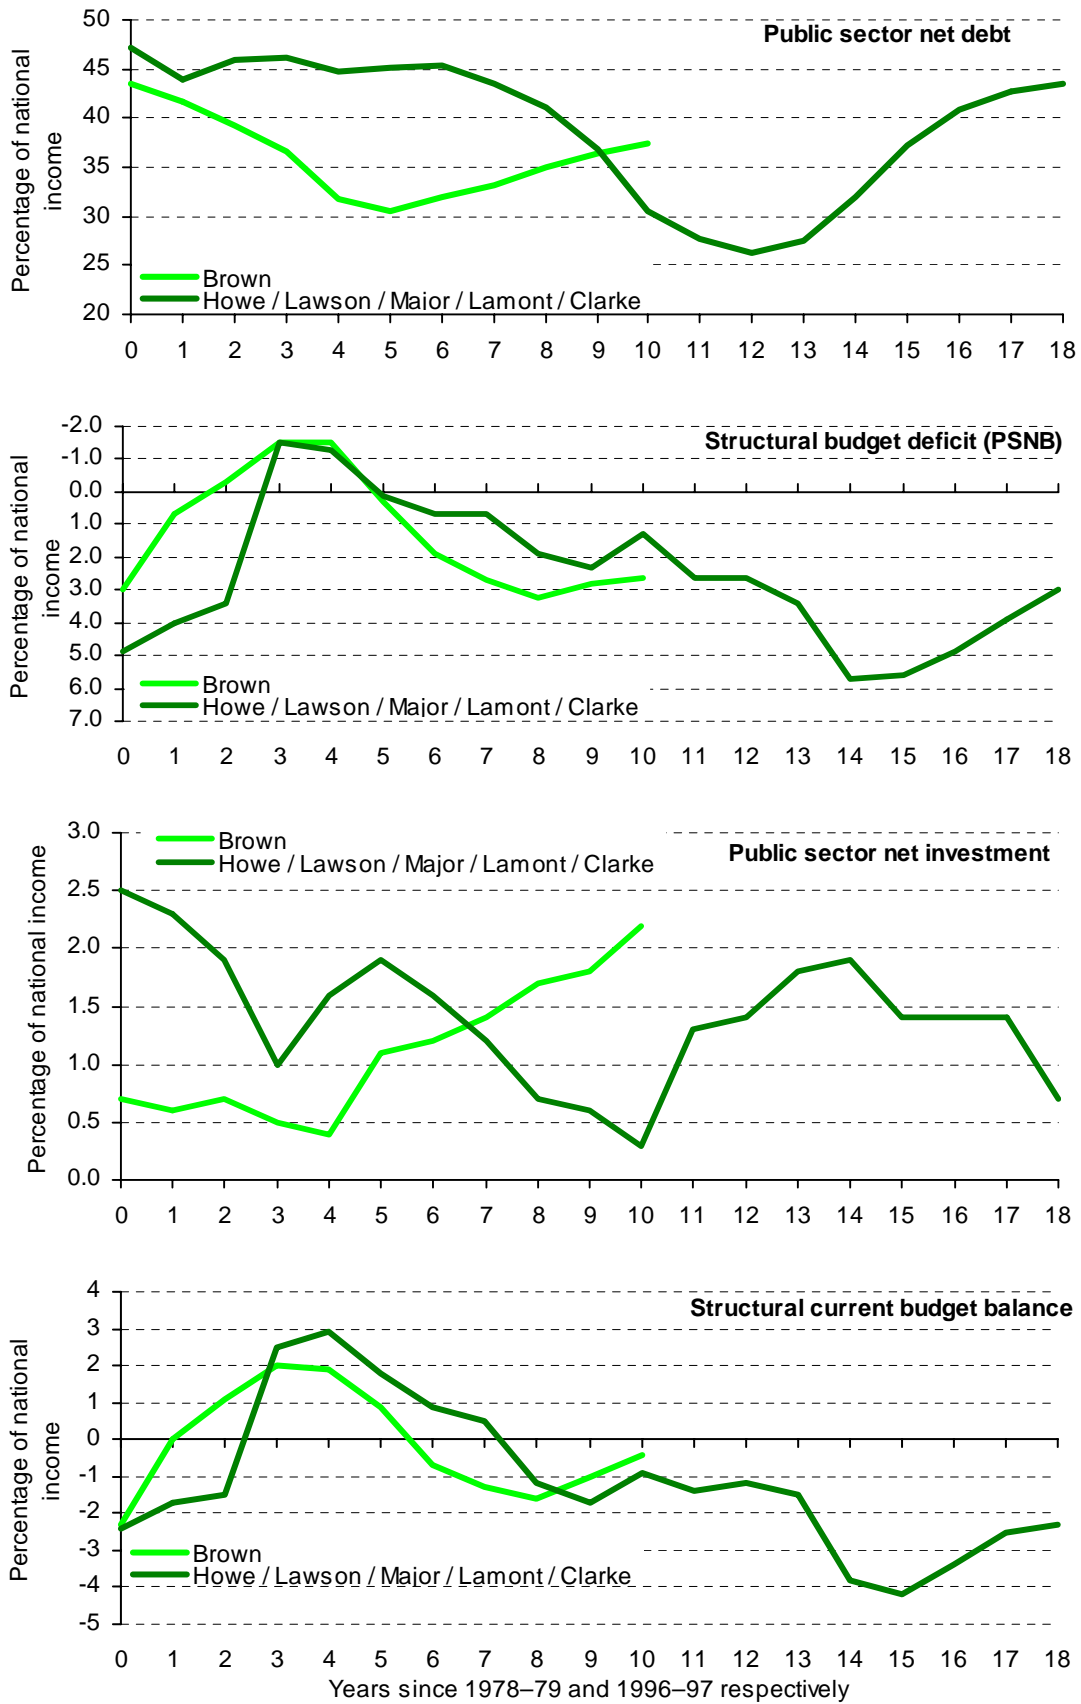 Public sector net debt
Percentage of national
income
50
45
40
35
30
25
20
Brown
Howe / Lawson / Major / Lamont / Clarke
0 1 2 3 4 5 6 7 8 9 10 11 12 13 14 15 16 17 18
Structural budget deficit (PSNB)
Percentage of national
income
-2.0
-1.0
0.0
1.0
2.0
3.0
4.0
5.0
6.0
7.0
Brown
Howe / Lawson / Major / Lamont / Clarke
0 1 2 3 4 5 6 7 8 9 10 11 12 13 14 15 16 17 18
Brown
Howe / Lawson / Major / Lamont / Clarke
Public sector net investment
Percentage of national income
3.0
2.5
2.0
1.5
1.0
0.5
0.0
0 1 2 3 4 5 6 7 8 9 10 11 12 13 14 15 16 17 18
Structural current budget balance
Percentage of national
income
4
3
2
1
0
-1
-2
-3
-4
-5
Brown
Howe / Lawson / Major / Lamont / Clarke
0 1 2 3 4 5 6 7 8 9 10 11 12 13 14 15 16 17 18
Years since 1978–79 and 1996–97 respectively